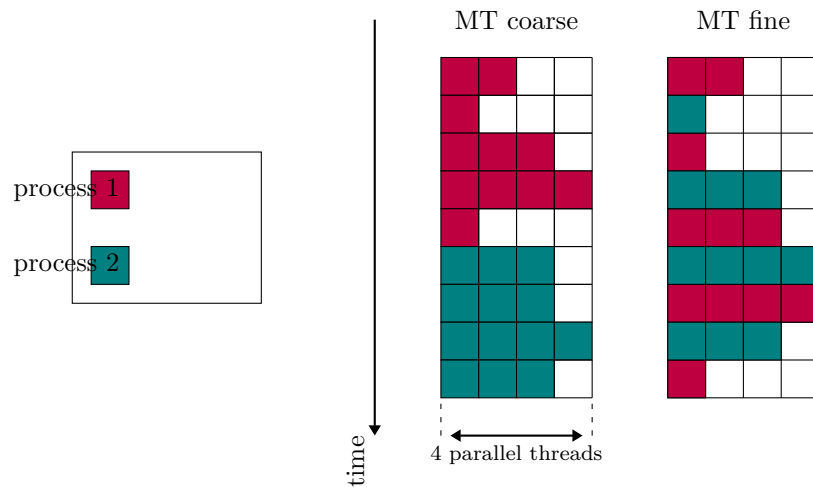 MT coarse
MT fine
process 1
process 2
time
4 parallel threads